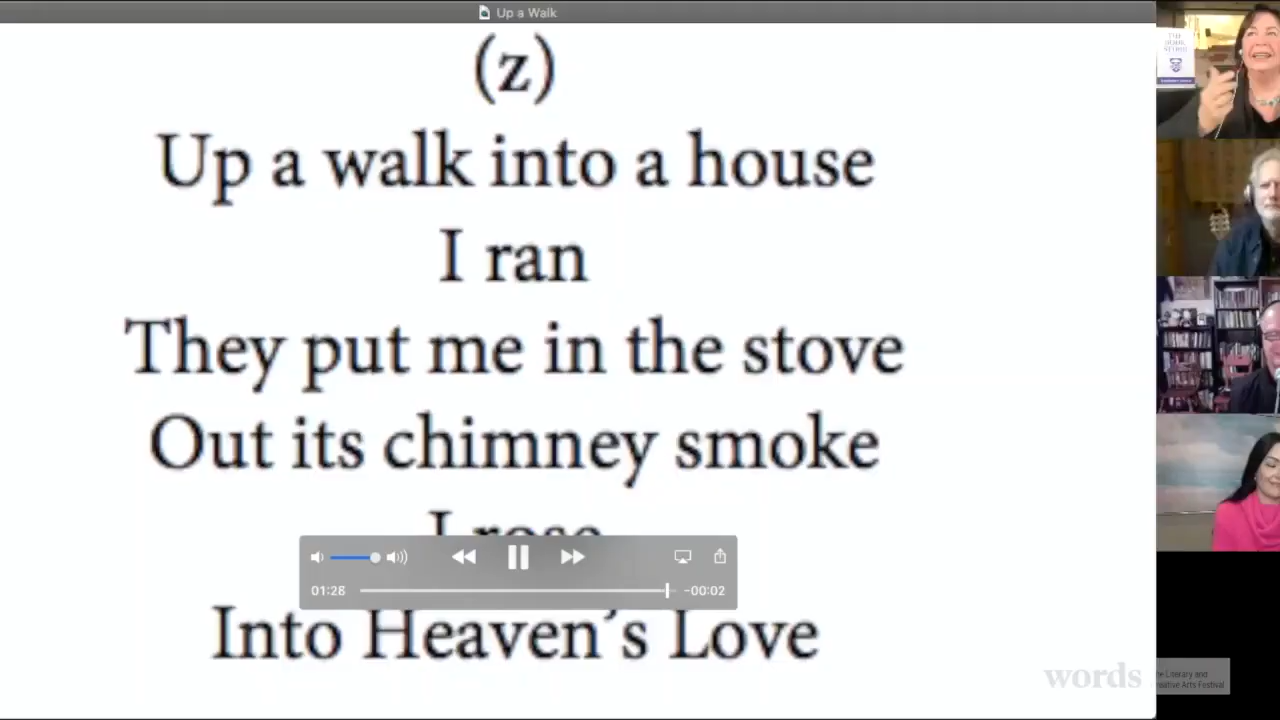 Up a Walk
(z)
Up a walk into a house
I ran
They put me in the stove
Out its chimney smoke
I rose
01:28
-00:02
Into Heaven´s Love
words